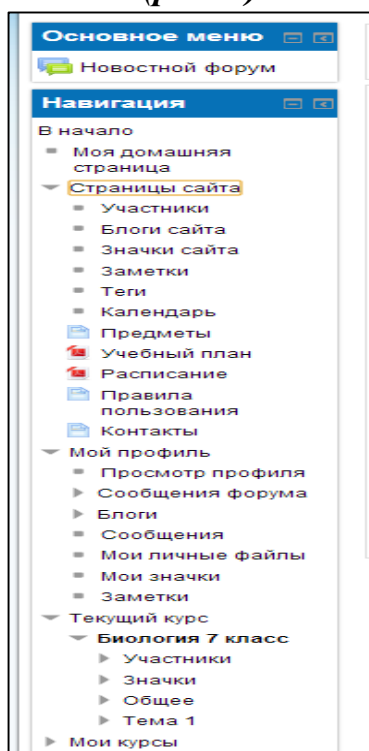 Основное меню
Новостной форум
Навигация
В начало
Моя домашняя
страница
Страницы сайта
Участники
Блоги сайта
Значки сайта
Заметки
Теги
Календарь
Предметы
Учебный план
Расписание
Правила
пользования
Контакты
Мой профиль
Просмотр профиля
Сообщения форума
Блоги
Сообщения
Мои личные файлы
Мои значки
Заметки
Текущий курс
Биология 7 класс
Участники
Значки
Общее
Тема 1
Мои курсы